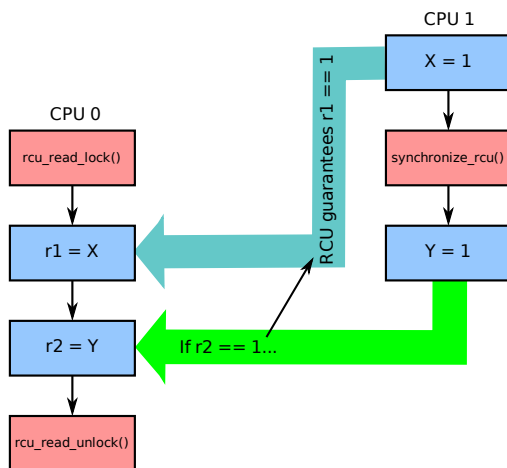 CPU 1
X = 1
CPU 0
rcu_read_lock()
synchronize_rcu()
RCU guarantees r1 == 1
r1 = X
Y = 1
r2 = Y
If r2 == 1...
rcu_read_unlock()